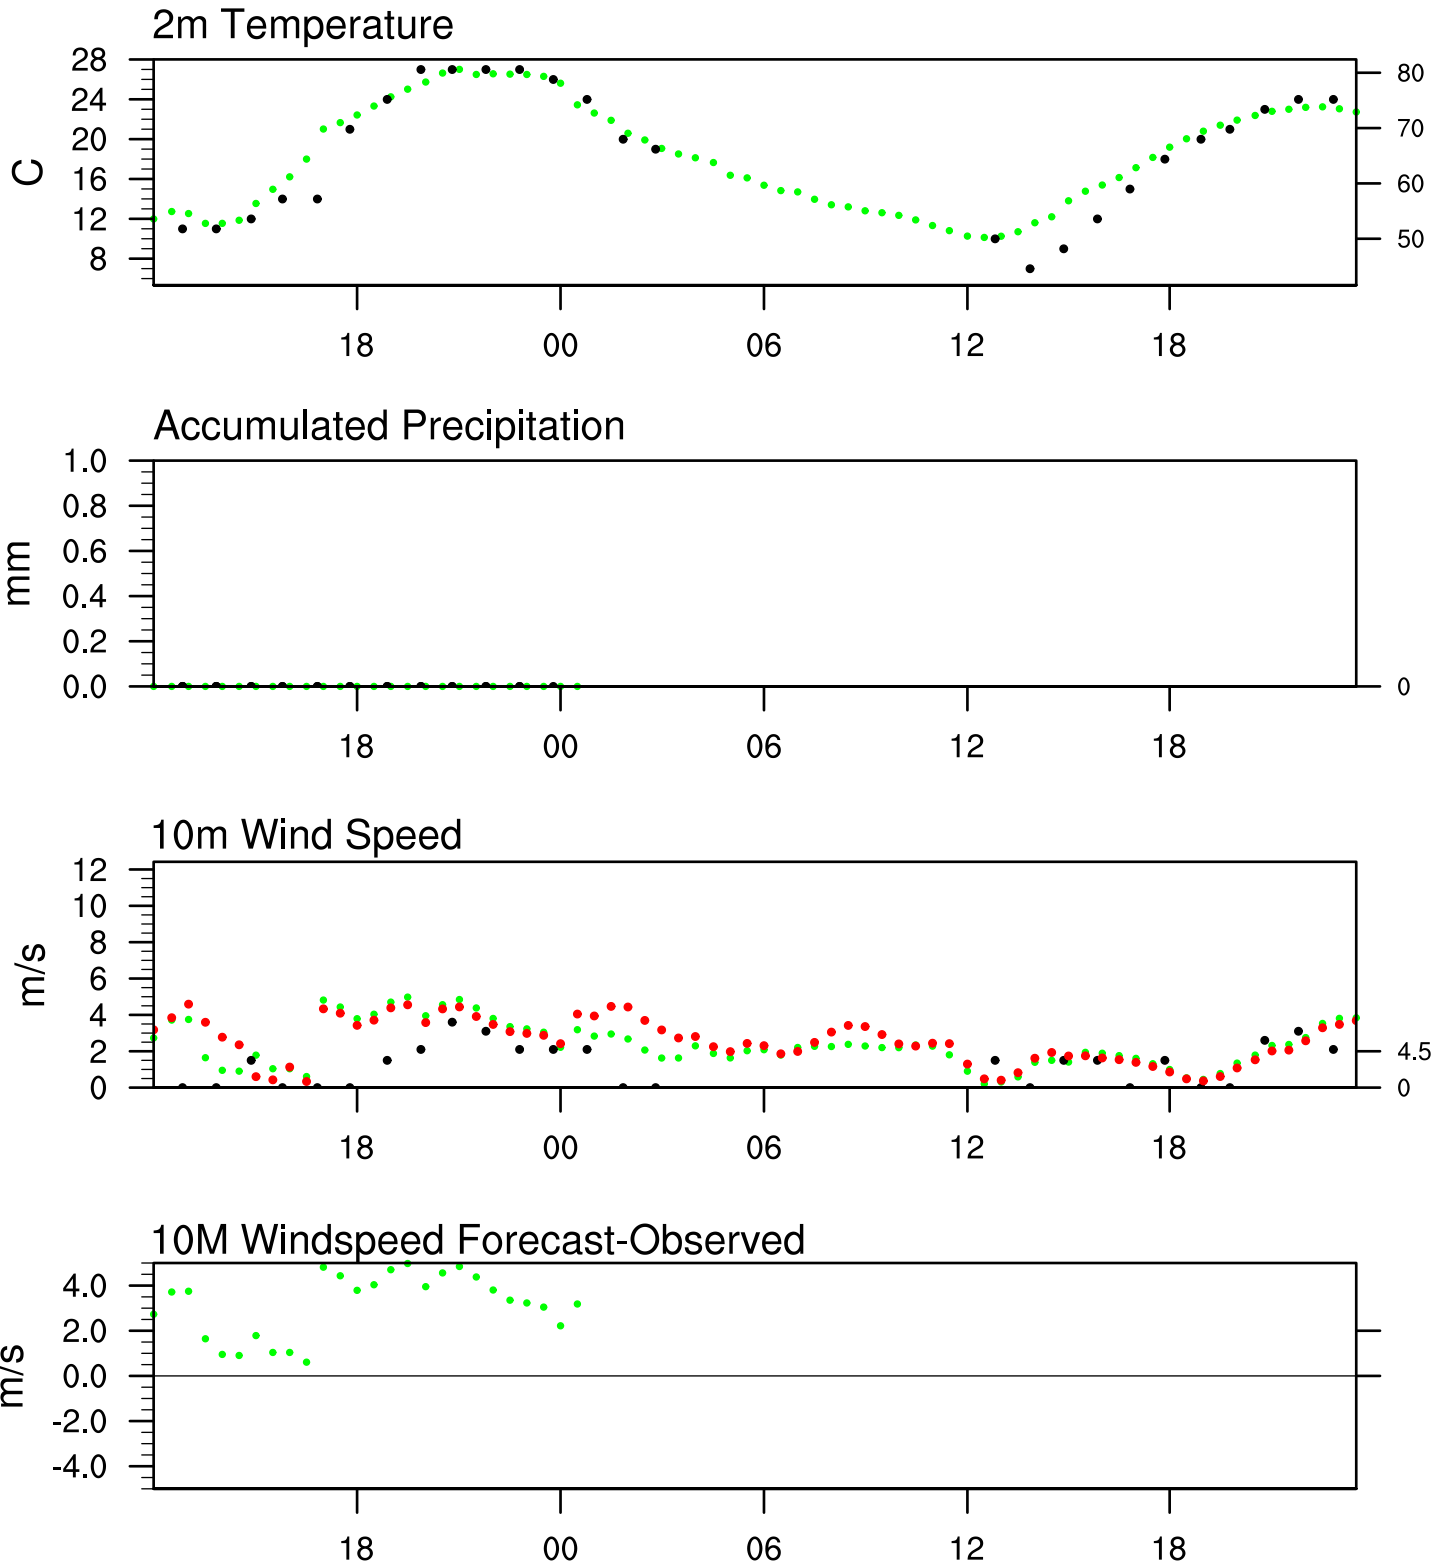 2m Temperature
28
24
20
16
12
8
C
80
70
60
50
18 00 06 12 18
Accumulated Precipitation
1.0
0.8
0.6
0.4
0.2
0.0
mm
0
18 00 06 12 18
10m Wind Speed
12
10
8
6
4
2
0
m/s
4.5
0
18 00 06 12 18
10M Windspeed Forecast-Observed
4.0
2.0
0.0
-2.0
-4.0
m/s
18 00 06 12 18